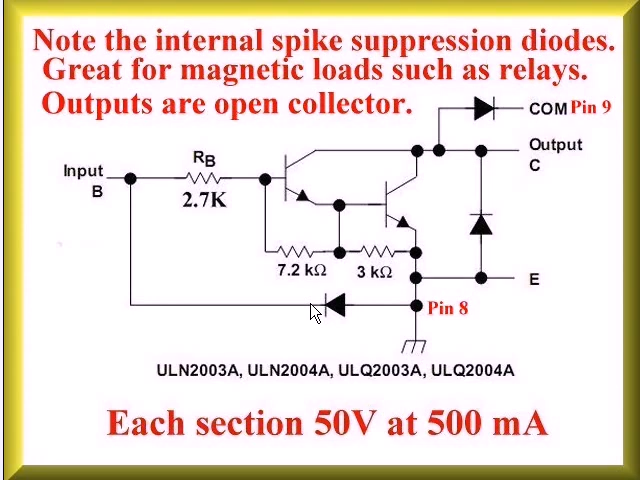 Note the internal spike suppression diodes.
Great for magnetic loads such as relays.
Outputs are open collector.
COM Pin 9
Output
C
Input
B
RB
2.7K
7.2 kΩ
3 kΩ
E
Pin 8
ULN2003A, ULN2004A, ULQ2003A, ULQ2004A
Each section 50V at 500 mA